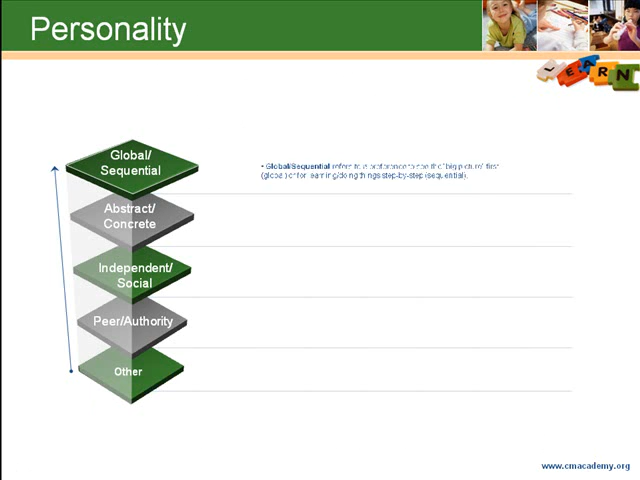 Personality
LEARN
Global/
Sequential
• Global/Sequential refers to a preference to see the "big picture" first
(global) or for learning/doing things step-by-step (sequential).
Abstract/
Concrete
Independent/
Social
Peer/Authority
Other
www.cmacademy.org